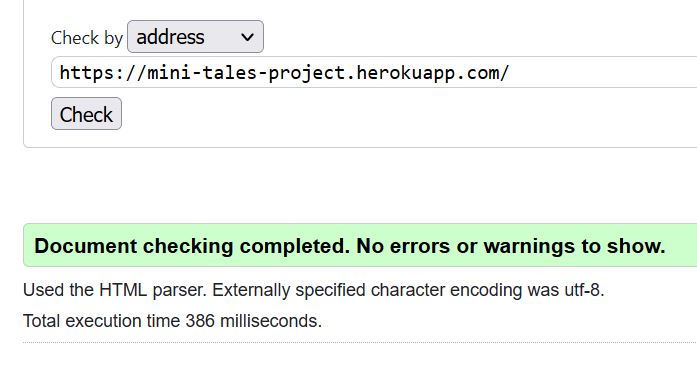 Check by address
https://mini-tales-project.herokuapp.com/
Check
Document checking completed. No errors or warnings to show.
Used the HTML parser. Externally specified character encoding was utf-8.
Total execution time 386 milliseconds.